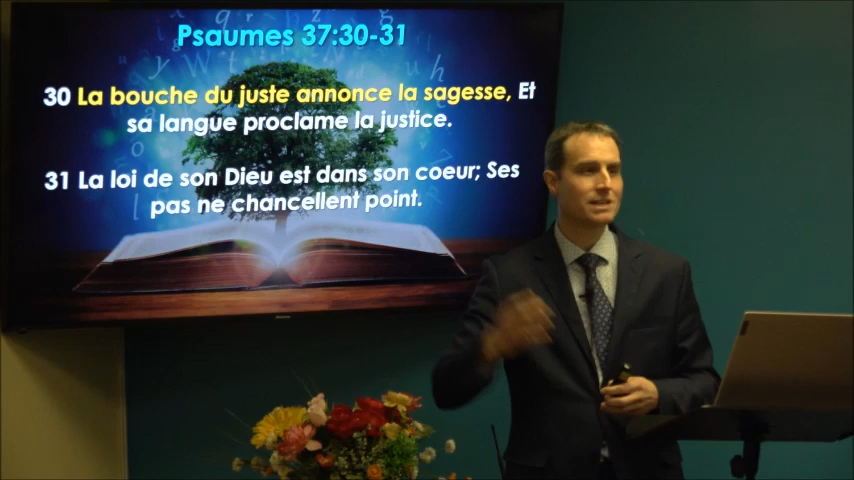 Psaumes 37:30-31
30 La bouche du juste annonce la sagesse, Et
sa langue proclame la justice.
31 La loi de son Dieu est dans son coeur; Ses
pas ne chancellent point.